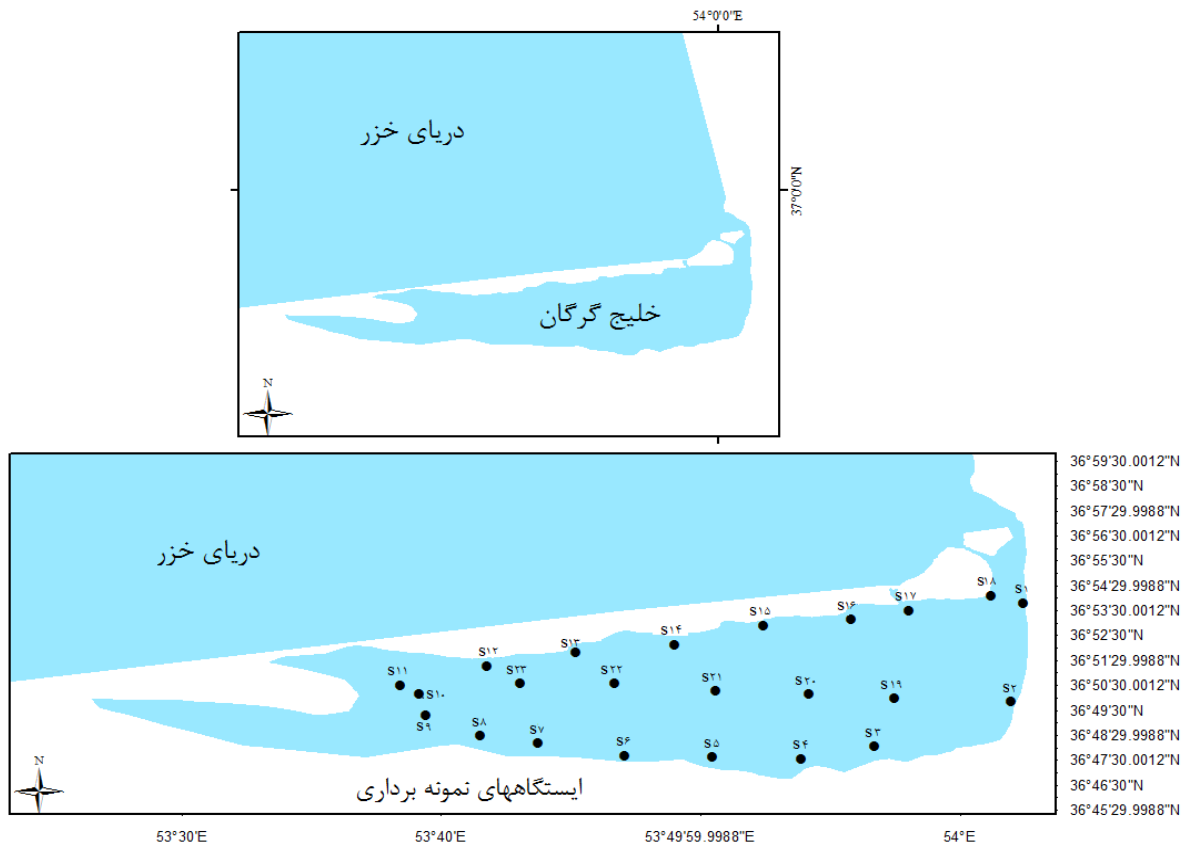 54°0'0"E
دریای خزر
37°0'0"N
خلیج گرگان
N
36°59'30.0012"N
36°58'30"N
36°57'29.9988"N
36°56'30.0012"N
36°55'30"N
36°54'29.9988"N
36°53'30.0012"N
36°52'30"N
36°51'29.9988"N
36°50'30.0012"N
36°49'30"N
36°48'29.9988"N
36°47'30.0012"N
36°46'30"N
36°45'29.9988"N
دریای خزر
S۱۸
S۱
S۱۷
S۱۶
S۱۵
S۱۴
S۱۳
S۱۲
S۱۱
S۱۰
S۲۳
S۲۲
S۲۱
S۲۰
S۱۹
S۲
S۹
S۸
S۷
S۶
S۵
S۴
S۳
N
ایستگاههای نمونه برداری
53°30'E
53°40'E
53°49'59.9988"E
54°E